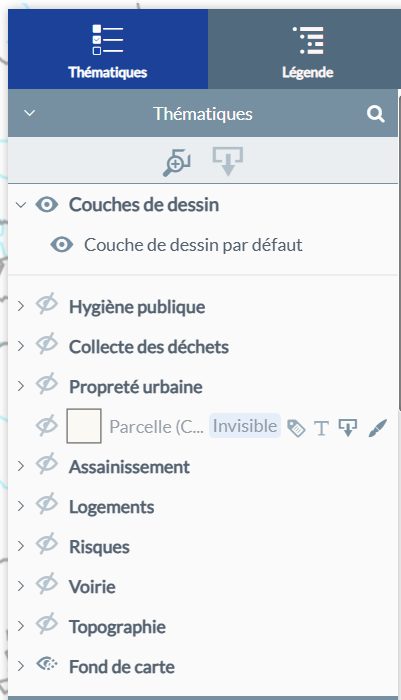 Thématiques
Légende
Thématiques
Couches de dessin
Couche de dessin par défaut
Hygiène publique
Collecte des déchets
Propreté urbaine
Parcelle (C... Invisible T
Assainissement
Logements
Risques
Voirie
Topographie
Fond de carte